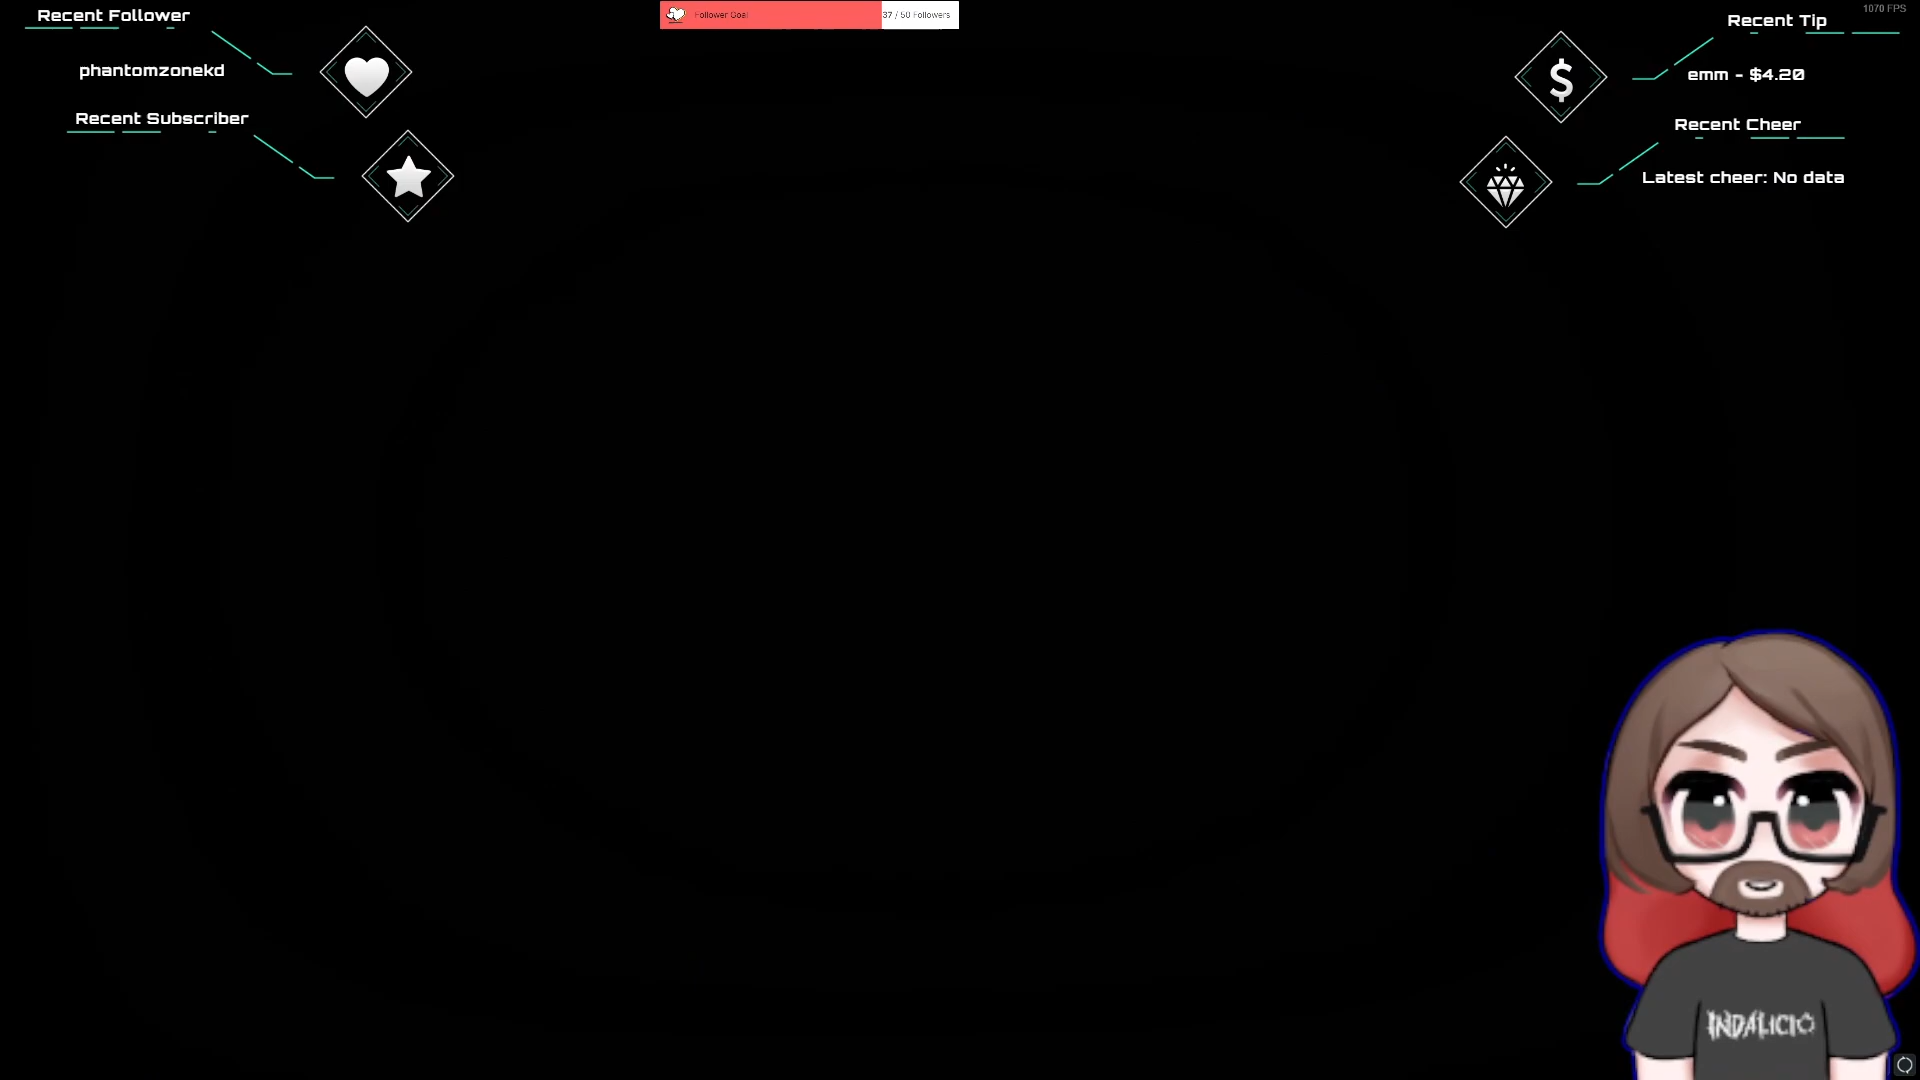 Recent Follower
phantomzonekd
Recent Subscriber
Follower Goal
37 / 50 Followers
1070 FPS
Recent Tip
emm - $4.20
Recent Cheer
Latest cheer: No data
INDALICIO